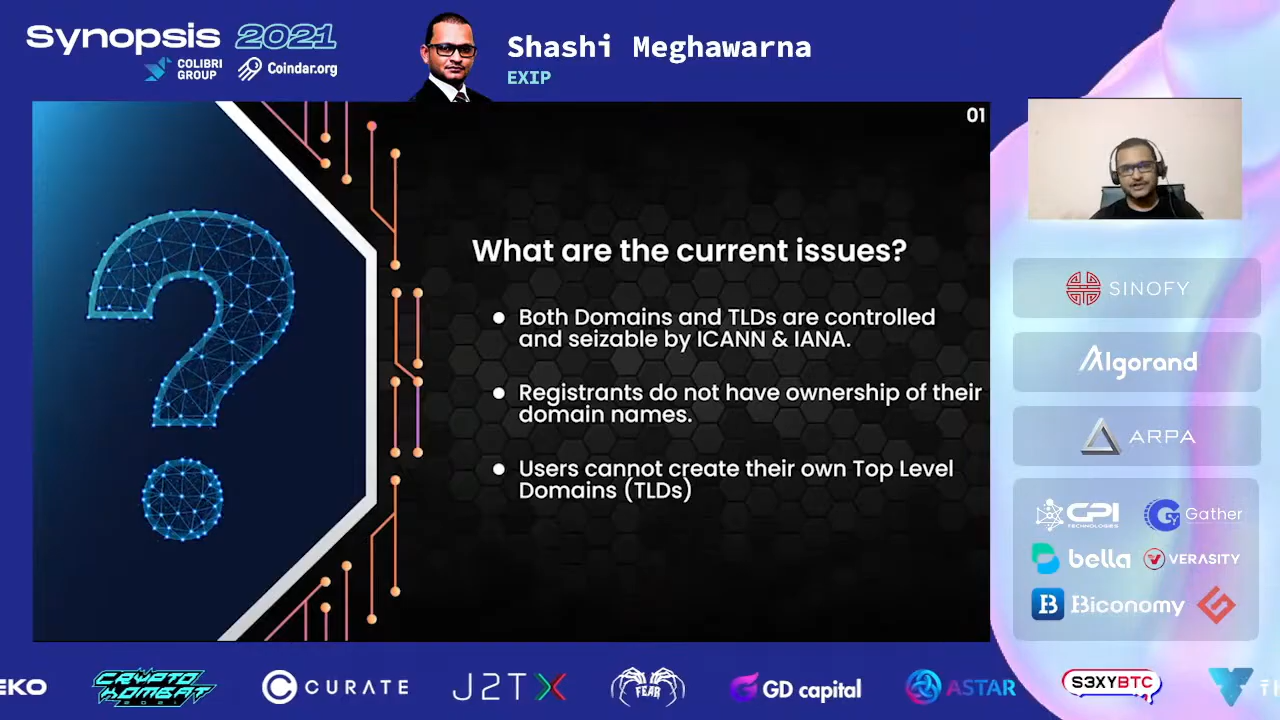 Synopsis 2021
COLIBRI
GROUP
Coindar.org
Shashi Meghawarna
EXIP
01
What are the current issues?
● Both Domains and TLDs are controlled
and seizable by ICANN & IANA.
● Registrants do not have ownership of their
domain names.
● Users cannot create their own Top Level
Domains (TLDs)
SINOFY
Algorand
ARPA
CPI
TECHNOLOGIES
Gather
bella
VERASITY
Biconomy
EKO
CRYPTO
KOMBAT
2021
CURATE
J2TX
FEAR
GD capital
ASTAR
S3XYBTC